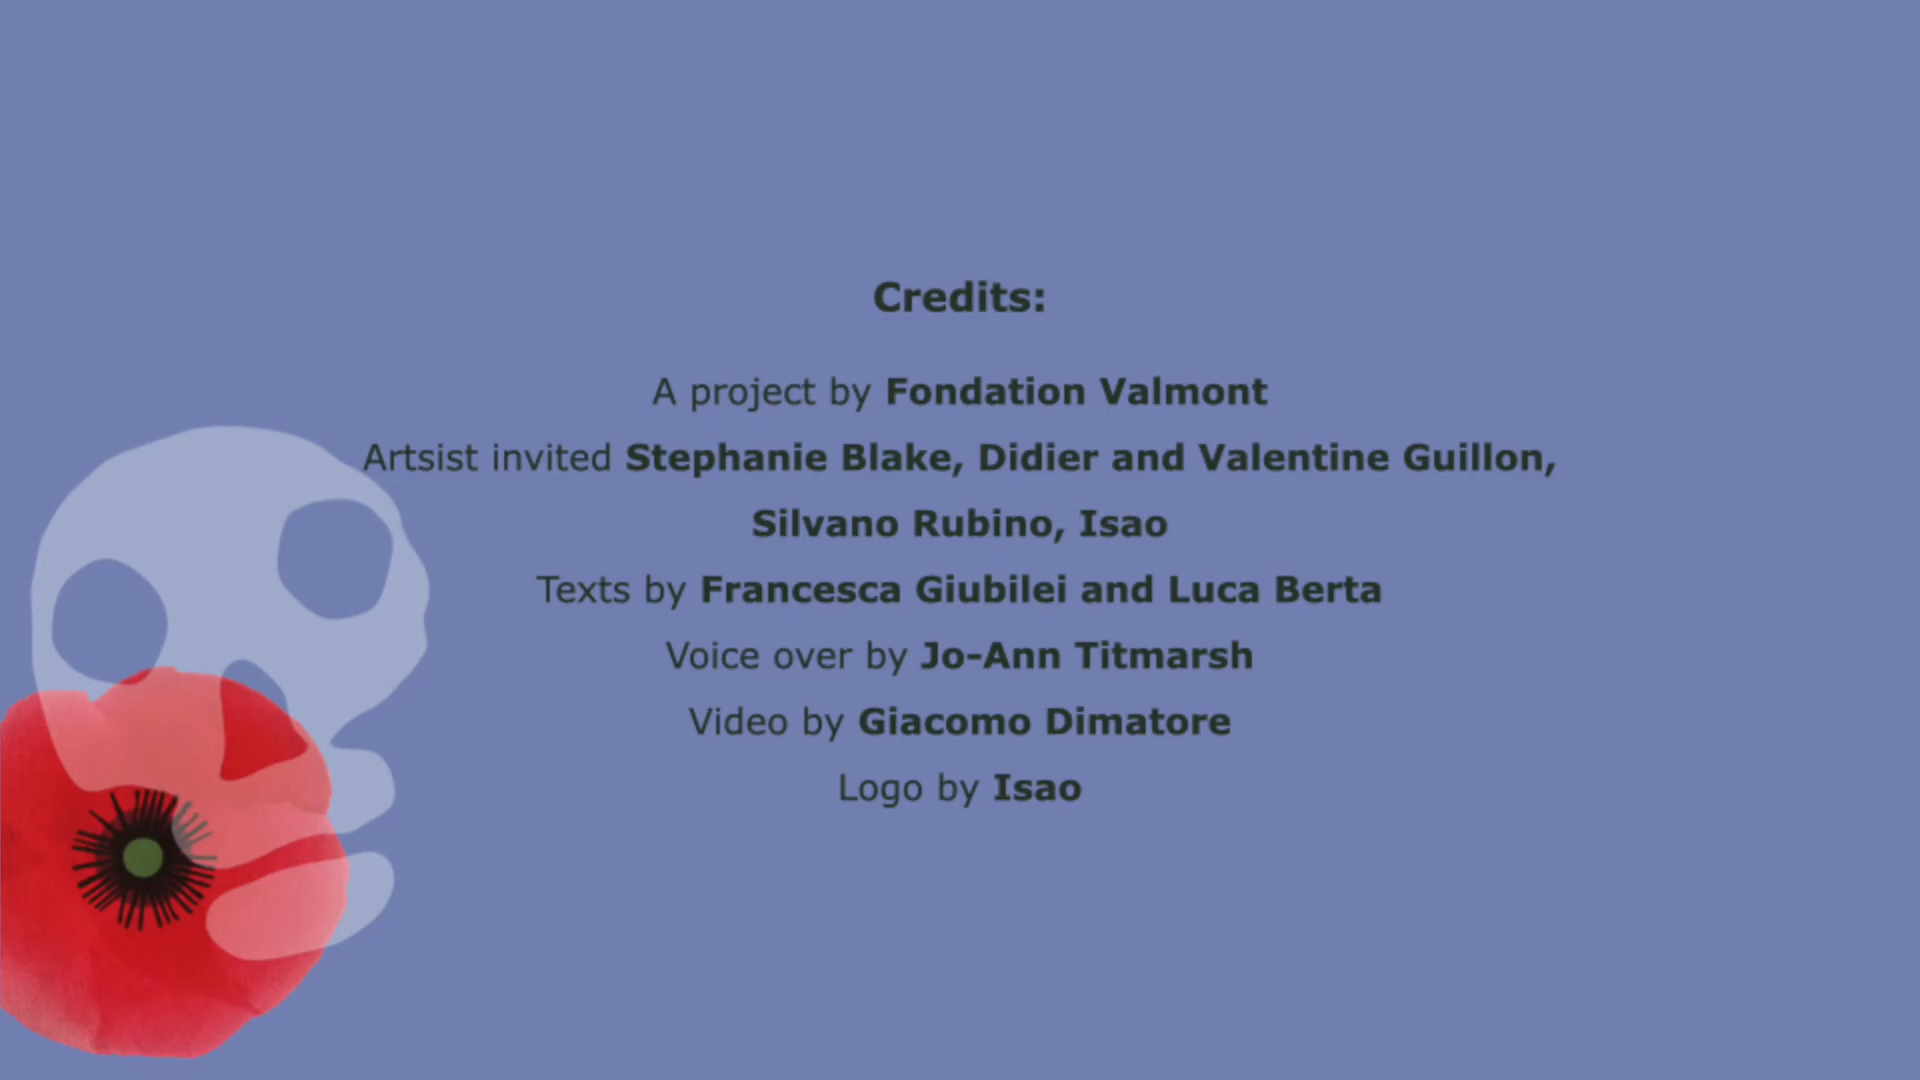 Credits:
A project by Fondation Valmont
Artsist invited Stephanie Blake, Didier and Valentine Guillon,
Silvano Rubino, Isao
Texts by Francesca Giubilei and Luca Berta
Voice over by Jo-Ann Titmarsh
Video by Giacomo Dimatore
Logo by Isao